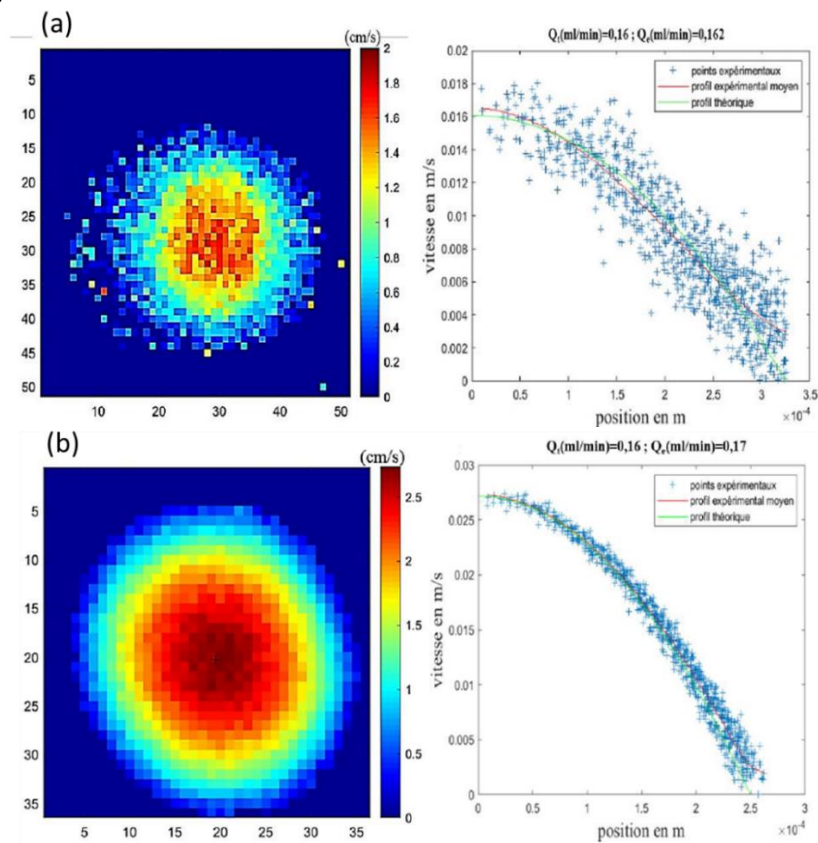 (a)
(cm/s)
5
10
15
20
25
30
35
40
45
50
10 20 30 40 50
2
1.8
1.6
1.4
1.2
1
0.8
0.6
0.4
0.2
0
Qi(ml/min)=0,16 ; Qe(ml/min)=0,162
points expérimentaux
profil expérimental moyen
profil théorique
vitesse en m/s
0.02
0.018
0.016
0.014
0.012
0.01
0.008
0.006
0.004
0.002
0
0 0.5 1 1.5 2 2.5 3 3.5
×10⁻⁴
position en m
(b)
(cm/s)
5
10
15
20
25
30
35
5 10 15 20 25 30 35
2.5
2
1.5
1
0.5
0
Qi(ml/min)=0,16 ; Qe(ml/min)=0,17
points expérimentaux
profil expérimental moyen
profil théorique
vitesse en m/s
0.03
0.025
0.02
0.015
0.01
0.005
0
0 0.5 1 1.5 2 2.5 3
×10⁻⁴
position en m